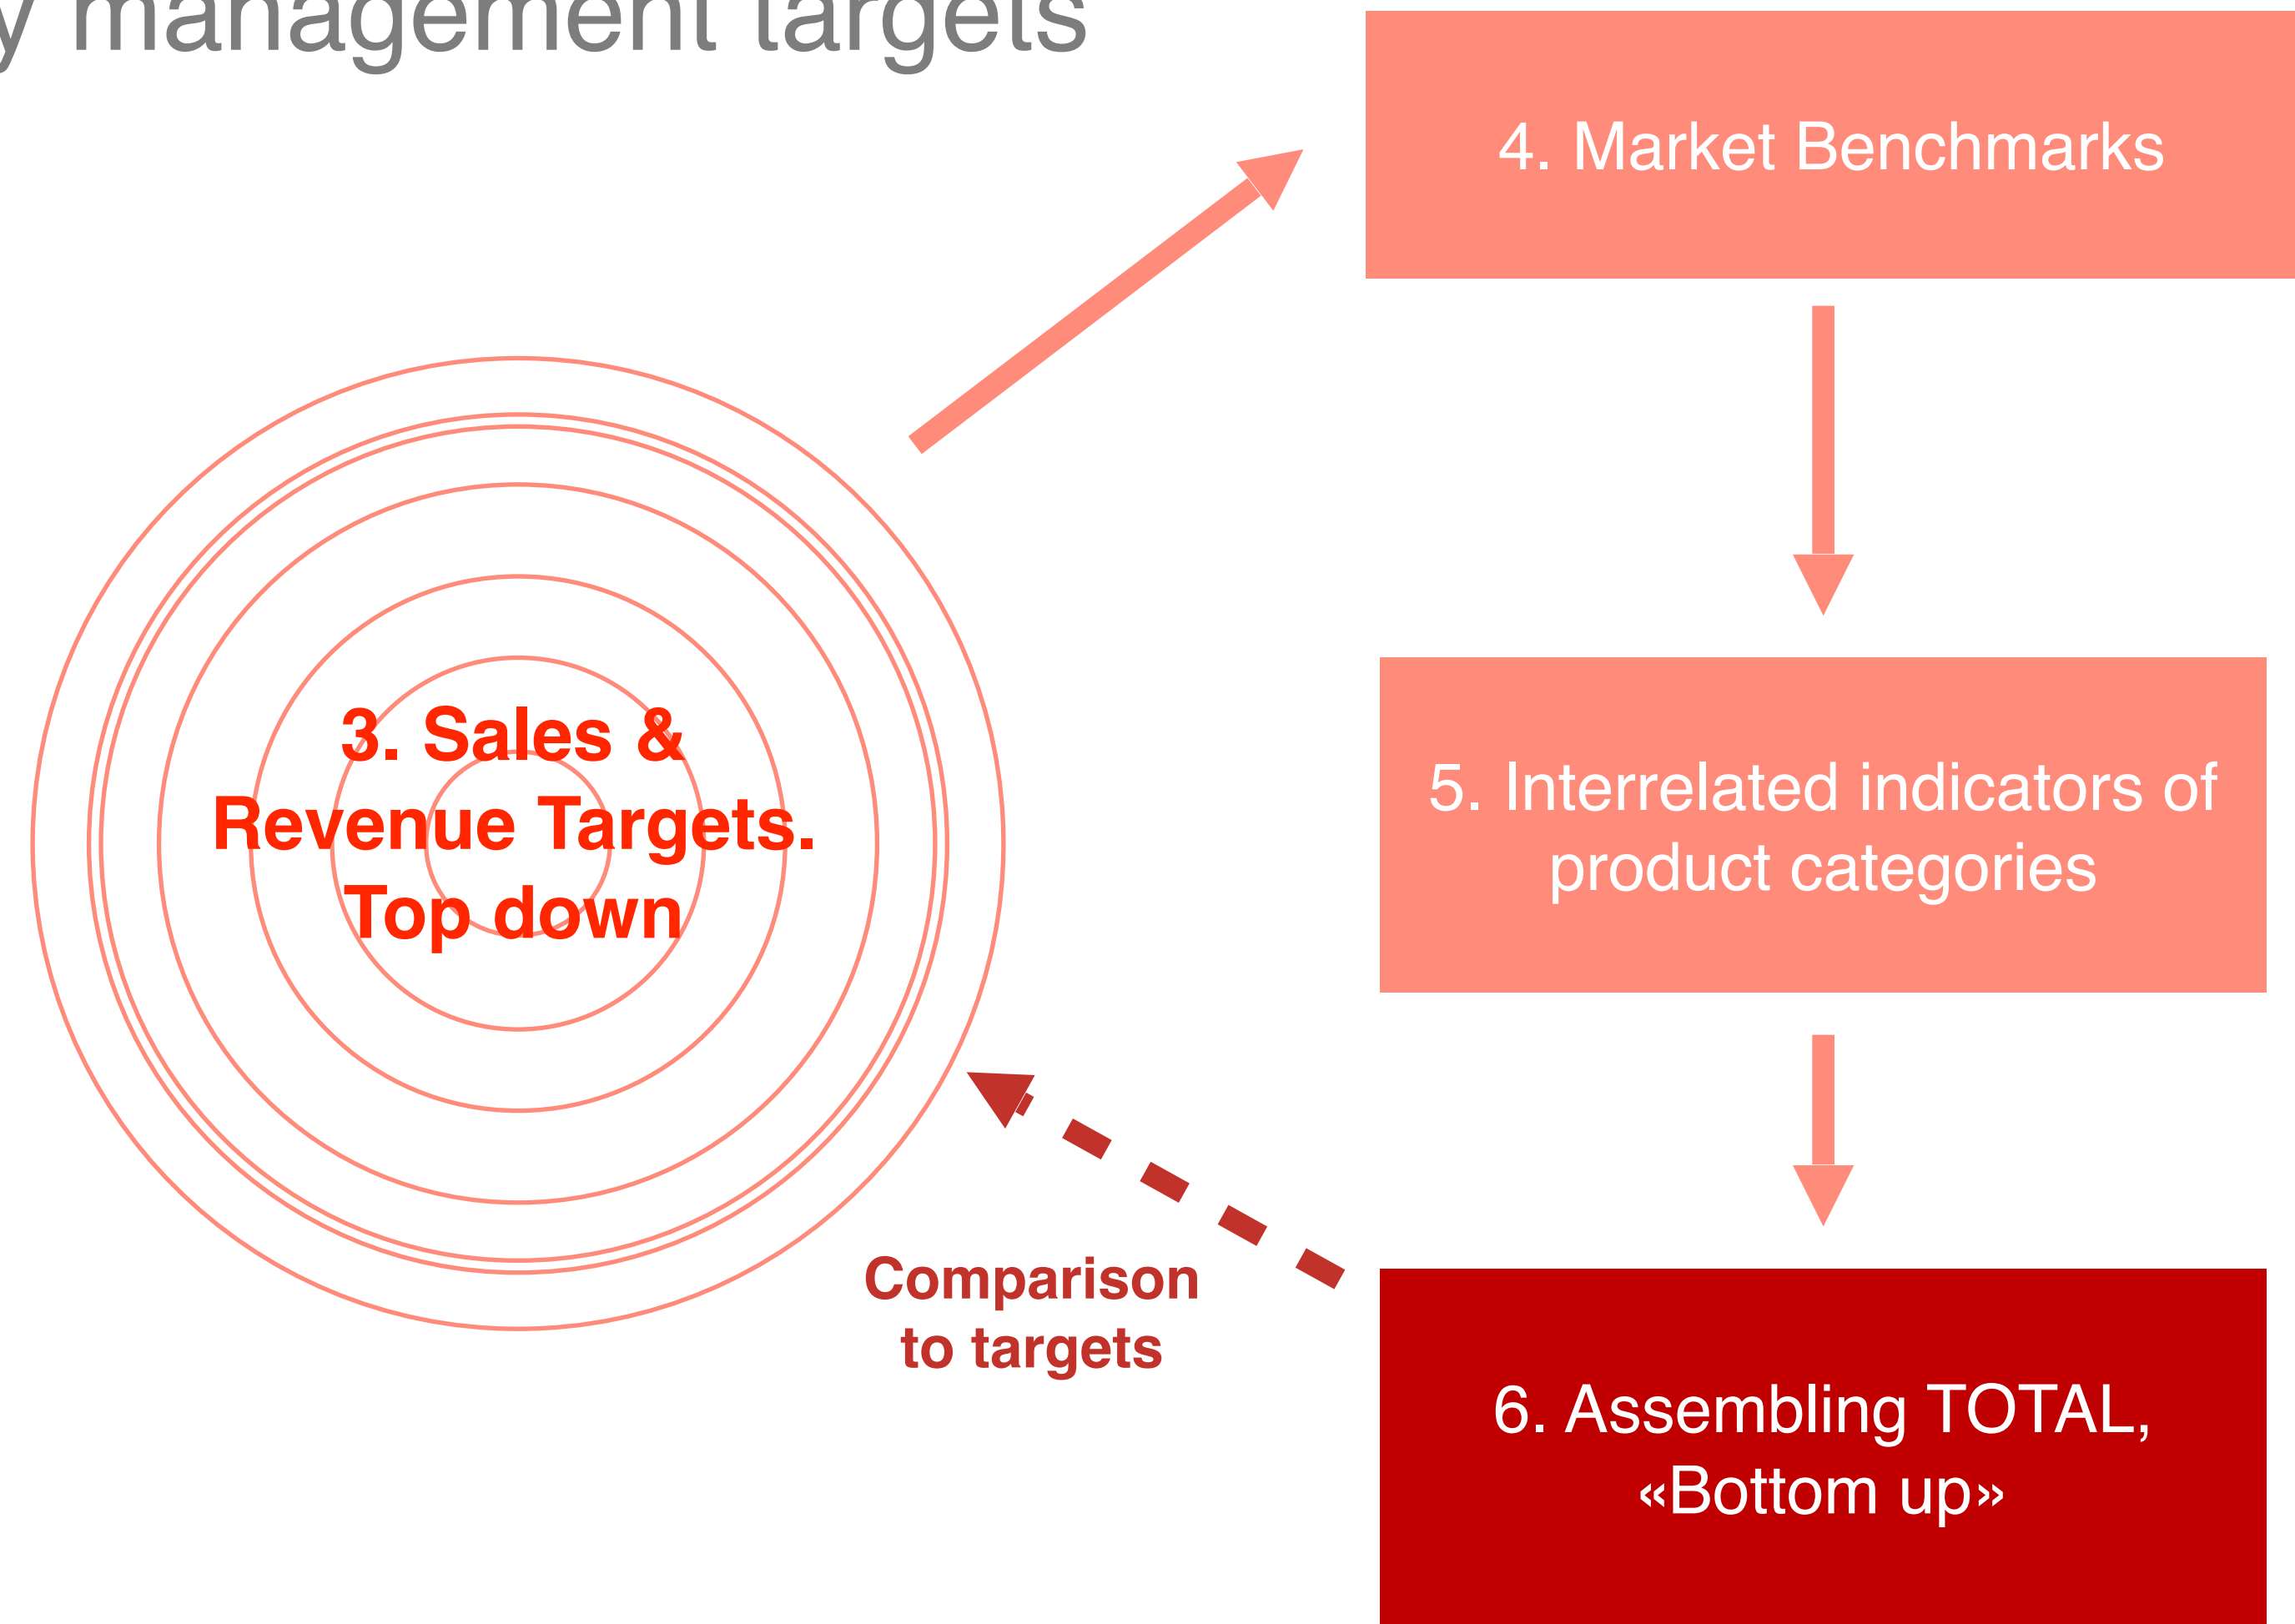 y management targets
4. Market Benchmarks
3. Sales &
Revenue Targets.
Top down
5. Interrelated indicators of
product categories
Comparison
to targets
6. Assembling TOTAL,
«Bottom up»